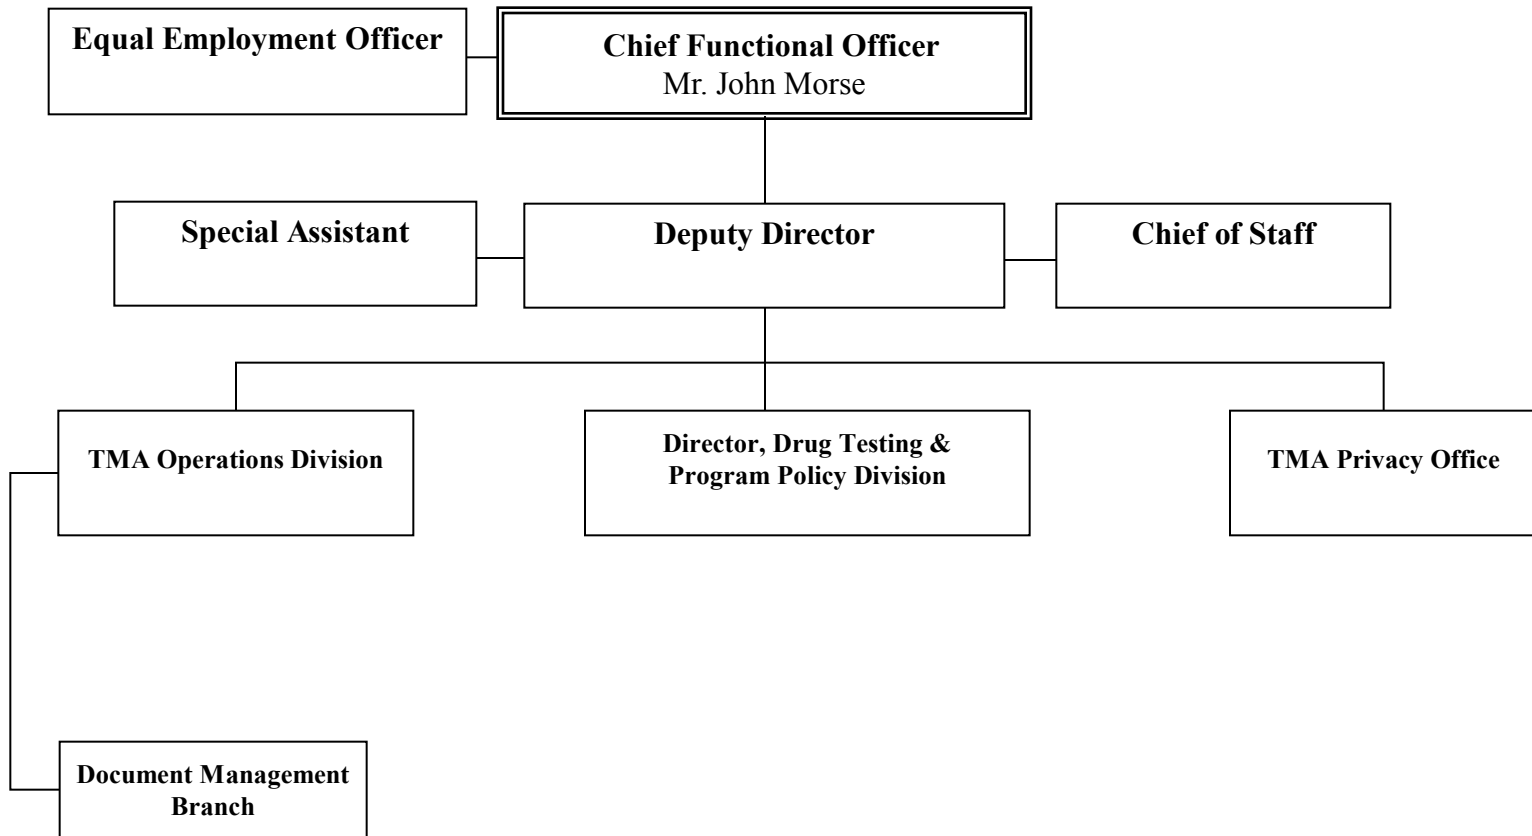 Equal Employment Officer
Chief Functional Officer
Mr. John Morse
Special Assistant
Deputy Director
Chief of Staff
TMA Operations Division
Director, Drug Testing &
Program Policy Division
TMA Privacy Office
Document Management
Branch